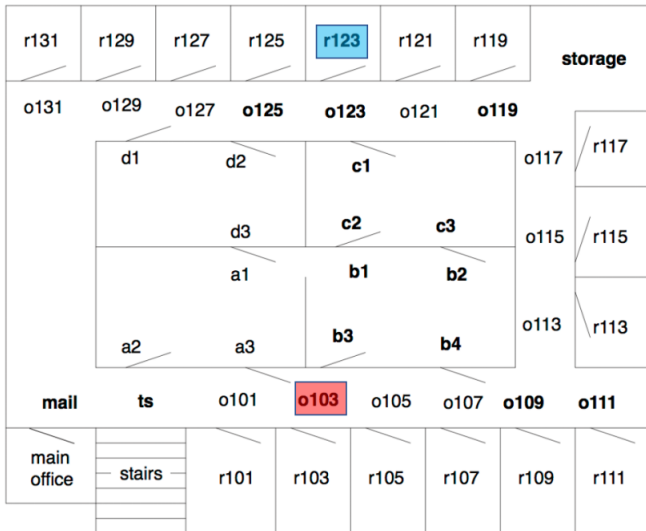 r131 r129 r127 r125 r123 r121 r119
storage
o131 o129 o127 o125 o123 o121 o119
d1 d2 c1 o117 r117
d3 c2 c3 o115 r115
a1 b1 b2
a2 a3 b3 b4 o113 r113
mail ts o101 o103 o105 o107 o109 o111
main
office
stairs r101 r103 r105 r107 r109 r111